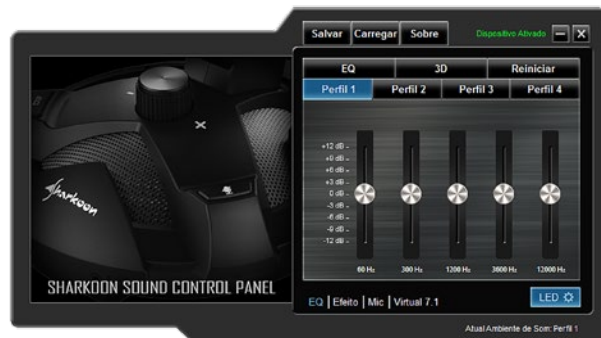 Salvar Carregar Sobre Dispositivo Ativado
EQ 3D Reiniciar
Perfil 1 Perfil 2 Perfil 3 Perfil 4
+12 dB
+9 dB
+6 dB
+3 dB
0 dB
-3 dB
-6 dB
-9 dB
-12 dB
60 Hz 300 Hz 1200 Hz 3600 Hz 12000 Hz
Sharkoon
SHARKOON SOUND CONTROL PANEL
EQ Efeito Mic Virtual 7.1
LED
Atual Ambiente de Som: Perfil 1